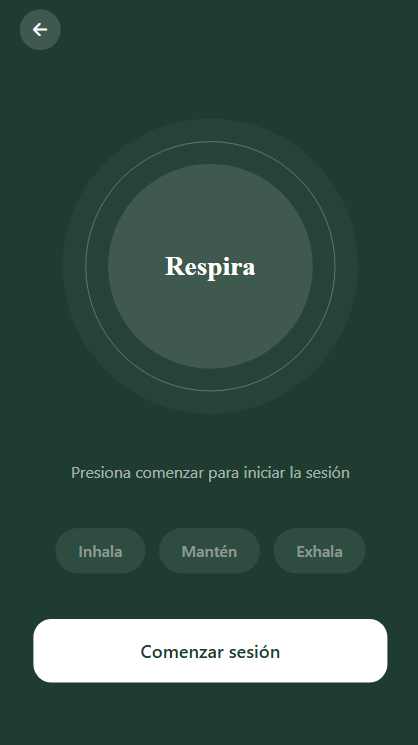 Respira
Presiona comenzar para iniciar la sesión
Inhala
Mantén
Exhala
Comenzar sesión